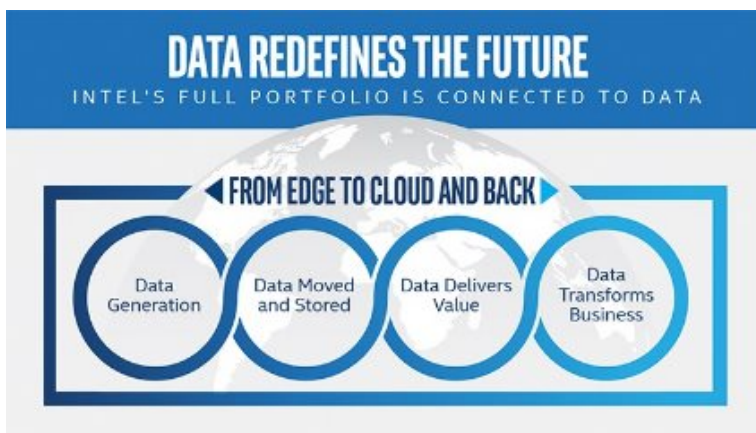 DATA REDEFINES THE FUTURE
INTEL'S FULL PORTFOLIO IS CONNECTED TO DATA
FROM EDGE TO CLOUD AND BACK
Data
Generation
Data Moved
and Stored
Data Delivers
Value
Data
Transforms
Business